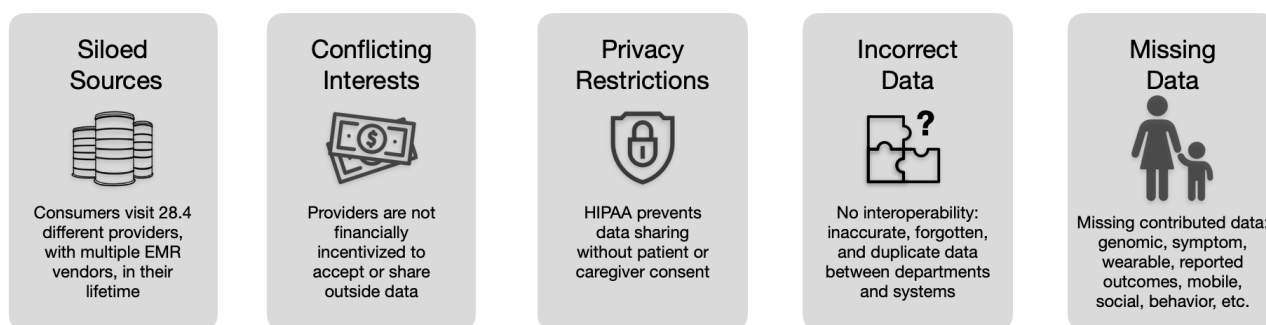 Siloed
Sources
Consumers visit 28.4
different providers,
with multiple EMR
vendors, in their
lifetime
Conflicting
Interests
$
Providers are not
financially
incentivized to
accept or share
outside data
Privacy
Restrictions
HIPAA prevents
data sharing
without patient or
caregiver consent
Incorrect
Data
?
No interoperability:
inaccurate, forgotten,
and duplicate data
between departments
and systems
Missing
Data
Missing contributed data:
genomic, symptom,
wearable, reported
outcomes, mobile,
social, behavior, etc.